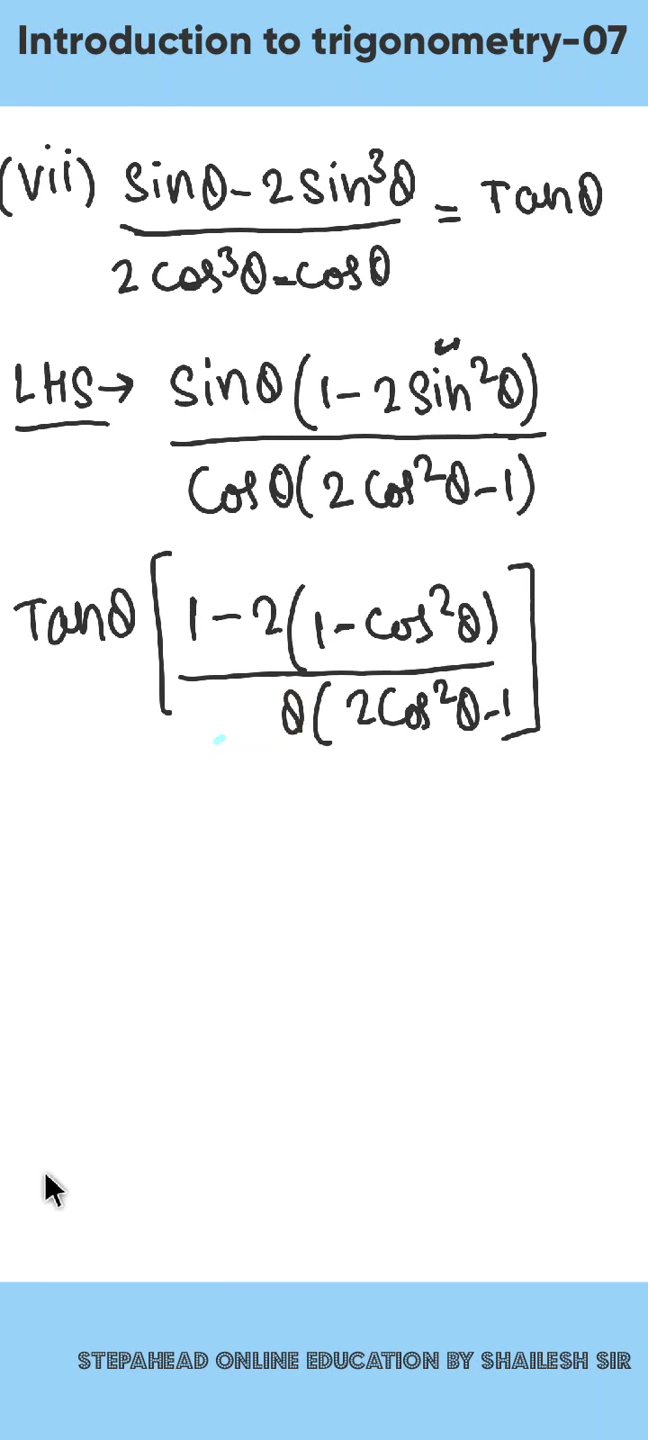 Introduction to trigonometry-07
(vii) sinθ-2sin³θ / 2cos³θ-cosθ = Tanθ
LHS→ sinθ(1-2sin²θ) / cosθ(2cos²θ-1)
Tanθ[1-2(1-cos²θ) / θ(2cos²θ-1]
STEPAHEAD ONLINE EDUCATION BY SHAILESH SIR